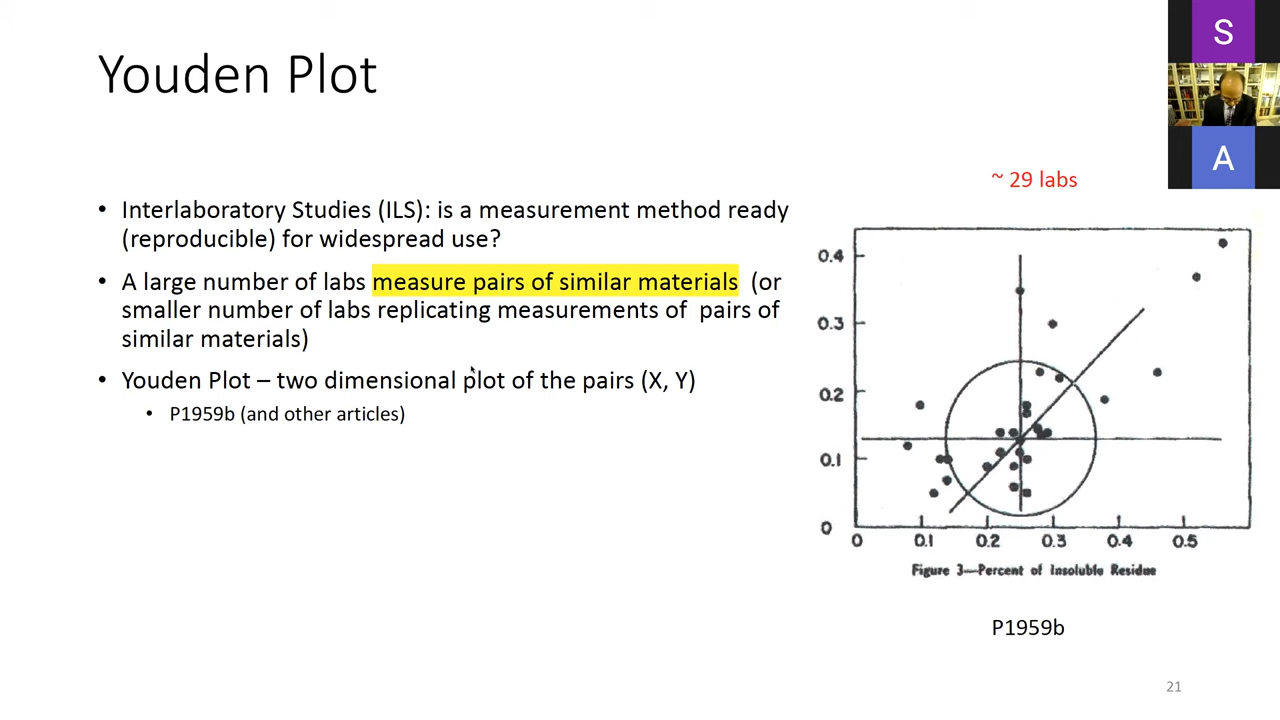 Youden Plot
S
A
~ 29 labs
• Interlaboratory Studies (ILS): is a measurement method ready
(reproducible) for widespread use?
• A large number of labs measure pairs of similar materials (or
smaller number of labs replicating measurements of pairs of
similar materials)
• Youden Plot – two dimensional plot of the pairs (X, Y)
• P1959b (and other articles)
0.4
0.3
0.2
0.1
0
0 0.1 0.2 0.3 0.4 0.5
Figure 3—Percent of Insoluble Residue
P1959b
21